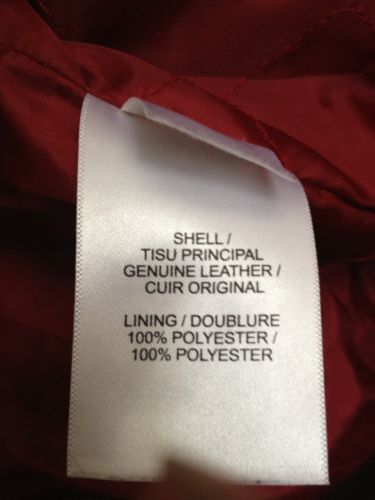 SHELL /
TISU PRINCIPAL
GENUINE LEATHER /
CUIR ORIGINAL
LINING / DOUBLURE
100% POLYESTER /
100% POLYESTER